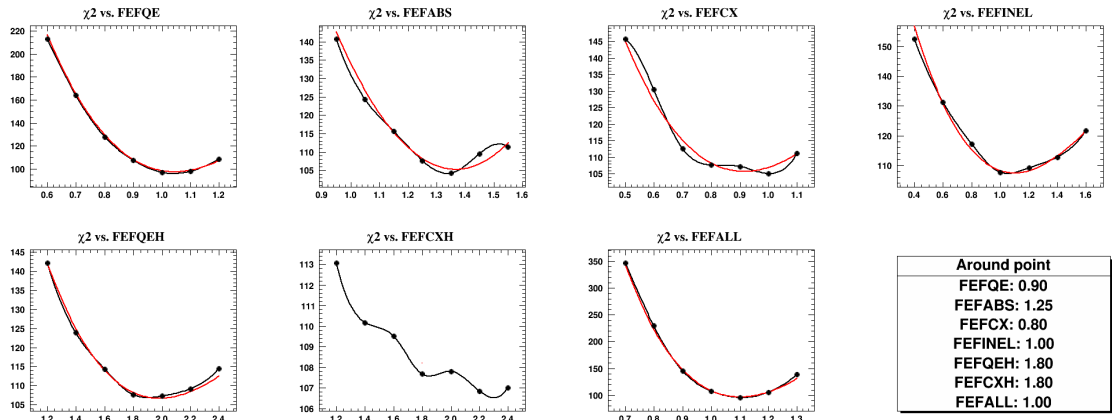 χ2 vs. FEFQE
220
200
180
160
140
120
100
0.6 0.7 0.8 0.9 1.0 1.1 1.2
χ2 vs. FEFABS
140
135
130
125
120
115
110
105
0.9 1.0 1.1 1.2 1.3 1.4 1.5 1.6
χ2 vs. FEFCX
145
140
135
130
125
120
115
110
105
0.5 0.6 0.7 0.8 0.9 1.0 1.1
χ2 vs. FEFINEL
150
140
130
120
110
0.4 0.6 0.8 1.0 1.2 1.4 1.6
χ2 vs. FEFQEH
145
140
135
130
125
120
115
110
105
1.2 1.4 1.6 1.8 2.0 2.2 2.4
χ2 vs. FEFCXH
113
112
111
110
109
108
107
106
1.2 1.4 1.6 1.8 2.0 2.2 2.4
χ2 vs. FEFALL
350
300
250
200
150
100
0.7 0.8 0.9 1.0 1.1 1.2 1.3
Around point
FEFQE: 0.90
FEFABS: 1.25
FEFCX: 0.80
FEFINEL: 1.00
FEFQEH: 1.80
FEFCXH: 1.80
FEFALL: 1.00